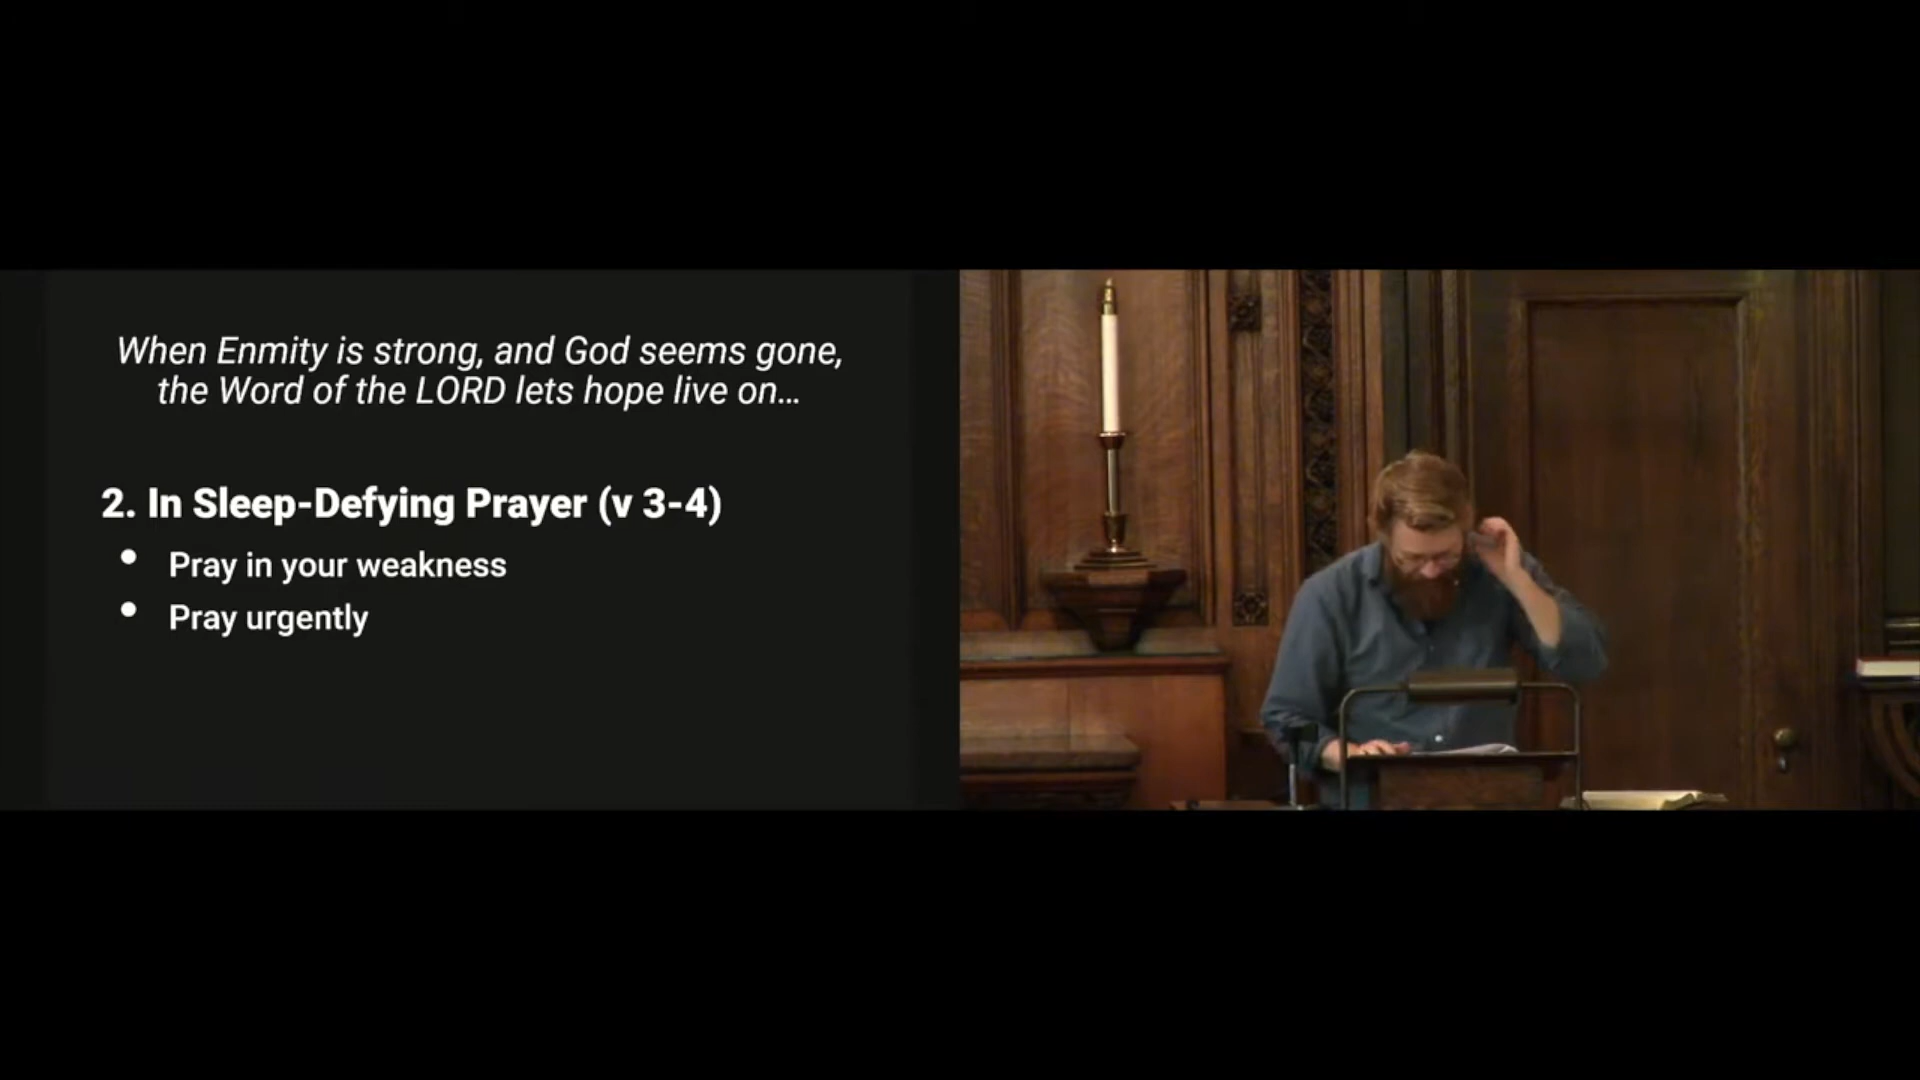 When Enmity is strong, and God seems gone,
the Word of the LORD lets hope live on...
2. In Sleep-Defying Prayer (v 3-4)
• Pray in your weakness
• Pray urgently